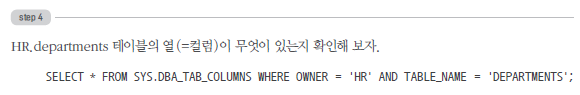 step 4
HR.departments 테이블의 열(=컬럼)이 무엇이 있는지 확인해 보자.
SELECT * FROM SYS.DBA_TAB_COLUMNS WHERE OWNER = 'HR' AND TABLE_NAME = 'DEPARTMENTS';